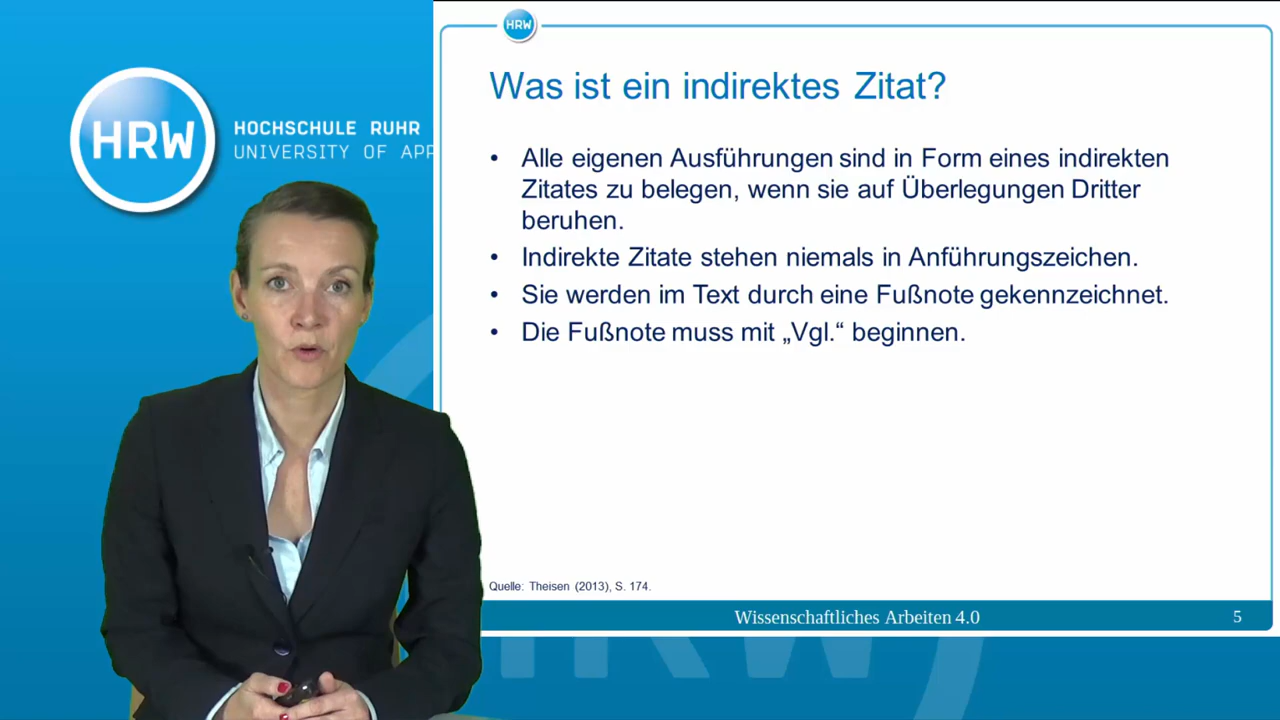 HRW
HOCHSCHULE RUHR
UNIVERSITY OF APP
HRW
Was ist ein indirektes Zitat?
• Alle eigenen Ausführungen sind in Form eines indirekten
Zitates zu belegen, wenn sie auf Überlegungen Dritter
beruhen.
• Indirekte Zitate stehen niemals in Anführungszeichen.
• Sie werden im Text durch eine Fußnote gekennzeichnet.
• Die Fußnote muss mit „Vgl.“ beginnen.
Quelle: Theisen (2013), S. 174.
Wissenschaftliches Arbeiten 4.0
5
HRW